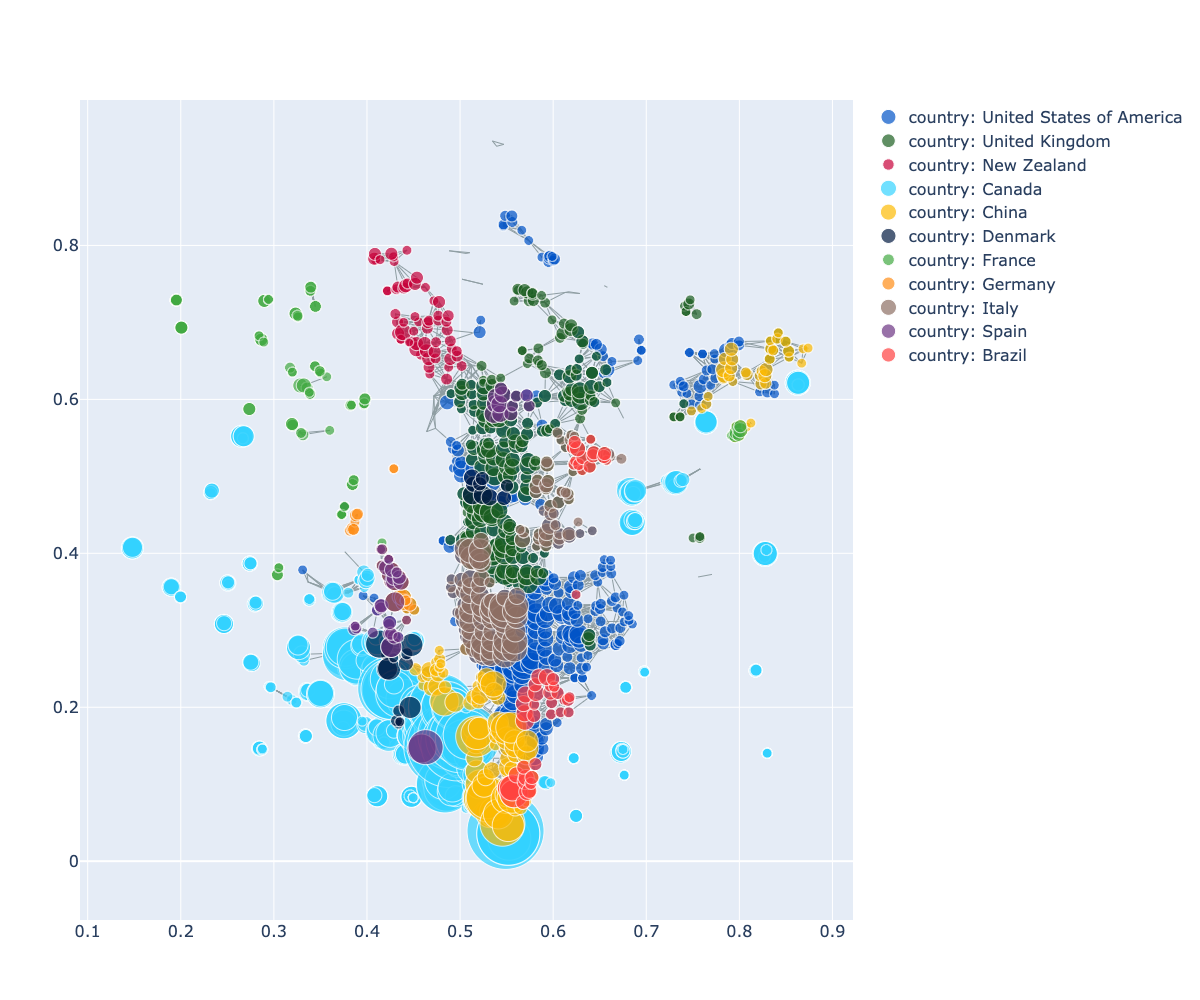 country: United States of America
country: United Kingdom
country: New Zealand
country: Canada
country: China
country: Denmark
country: France
country: Germany
country: Italy
country: Spain
country: Brazil
0.8
0.6
0.4
0.2
0
0.1 0.2 0.3 0.4 0.5 0.6 0.7 0.8 0.9